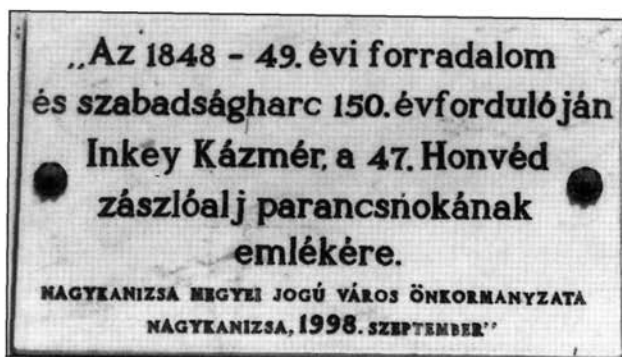 „Az 1848 - 49. évi forradalom
és szabadságharc 150. évfordulóján
Inkey Kázmér, a 47. Honvéd
zászlóalj parancsnokának
emlékére.
NAGYKANIZSA MEGYEI JOGÚ VÁROS ÖNKORMANYZATA
NAGYKANIZSA, 1998. SZEPTEMBER”